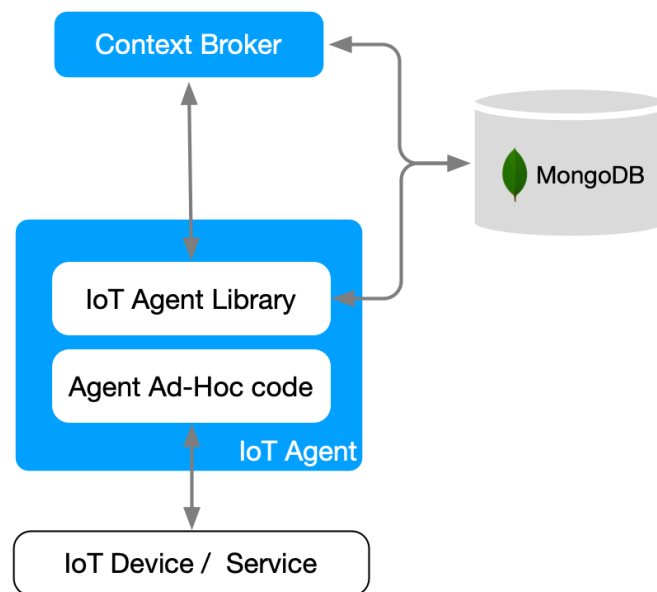 Context Broker
MongoDB
IoT Agent Library
Agent Ad-Hoc code
IoT Agent
IoT Device / Service